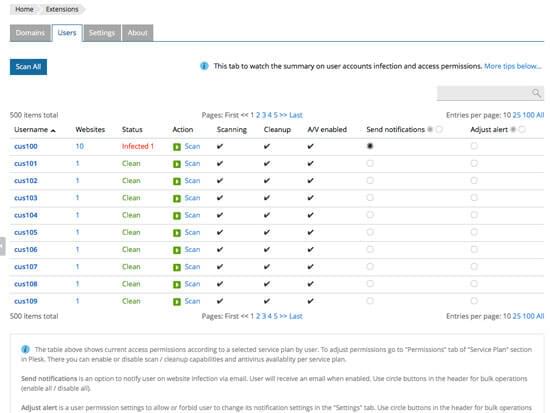 Home Extensions
Domains Users Settings About
Scan All
This tab to watch the summary on user accounts infection and access permissions. More tips below...
500 items total Pages: First << 1 2 3 4 5 >> Last Entries per page: 10 25 100 All
Username Websites Status Action Scanning Cleanup A/V enabled Send notifications Adjust alert
cus100 10 Infected 1 Scan
cus101 1 Clean Scan
cus102 1 Clean Scan
cus103 1 Clean Scan
cus104 1 Clean Scan
cus105 1 Clean Scan
cus106 1 Clean Scan
cus107 1 Clean Scan
cus108 1 Clean Scan
cus109 1 Clean Scan
500 items total Pages: First << 1 2 3 4 5 >> Last Entries per page: 10 25 100 All
The table above shows current access permissions according to a selected service plan by user. To adjust permissions go to "Permissions" tab of "Service Plan" section
in Plesk. There you can enable or disable scan / cleanup capabilities and antivirus availablity per service plan.
Send notifications is an option to notify user on website infection via email. User will receive an email when enabled. Use circle buttons in the header for bulk operations
(enable all / disable all).
Adjust alert is a user permission settings to allow or forbid user to change its notification settings in the "Settings" tab. Use circle buttons in the header for bulk operations